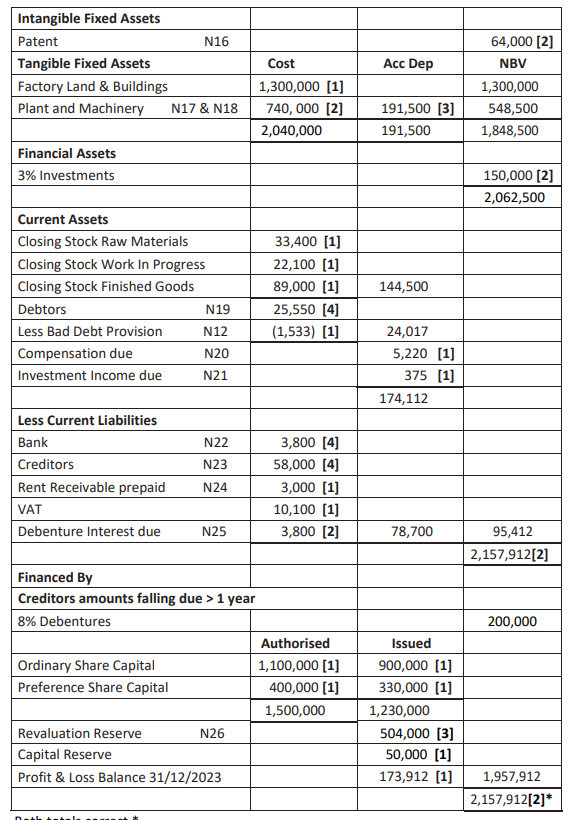 Intangible Fixed Assets
Patent N16 64,000 [2]
Tangible Fixed Assets Cost Acc Dep NBV
Factory Land & Buildings 1,300,000 [1] 1,300,000
Plant and Machinery N17 & N18 740, 000 [2] 191,500 [3] 548,500
2,040,000 191,500 1,848,500
Financial Assets
3% Investments 150,000 [2]
2,062,500
Current Assets
Closing Stock Raw Materials 33,400 [1]
Closing Stock Work In Progress 22,100 [1]
Closing Stock Finished Goods 89,000 [1] 144,500
Debtors N19 25,550 [4]
Less Bad Debt Provision N12 (1,533) [1] 24,017
Compensation due N20 5,220 [1]
Investment Income due N21 375 [1]
174,112
Less Current Liabilities
Bank N22 3,800 [4]
Creditors N23 58,000 [4]
Rent Receivable prepaid N24 3,000 [1]
VAT 10,100 [1]
Debenture Interest due N25 3,800 [2] 78,700 95,412
2,157,912[2]
Financed By
Creditors amounts falling due > 1 year
8% Debentures 200,000
Authorised Issued
Ordinary Share Capital 1,100,000 [1] 900,000 [1]
Preference Share Capital 400,000 [1] 330,000 [1]
1,500,000 1,230,000
Revaluation Reserve N26 504,000 [3]
Capital Reserve 50,000 [1]
Profit & Loss Balance 31/12/2023 173,912 [1] 1,957,912
2,157,912[2]*
Both totals correct *